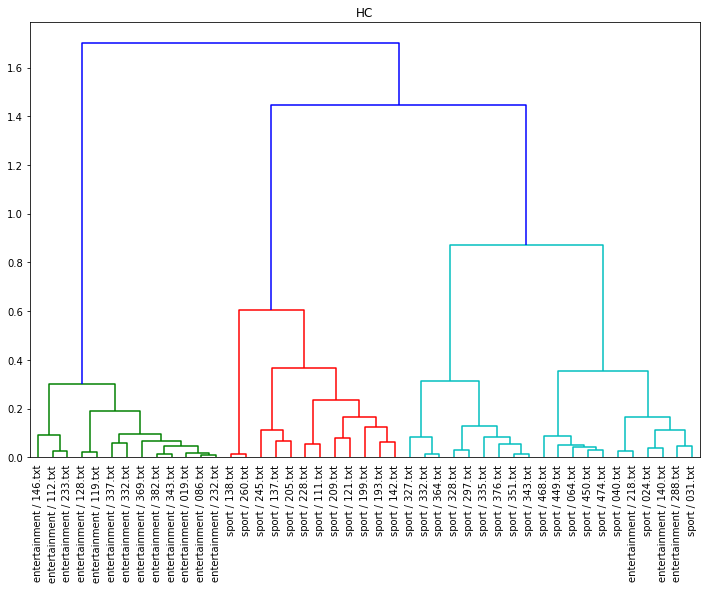 HC
1.6
1.4
1.2
1.0
0.8
0.6
0.4
0.2
0.0
entertainment / 146.txt
entertainment / 112.txt
entertainment / 233.txt
entertainment / 128.txt
entertainment / 119.txt
entertainment / 337.txt
entertainment / 332.txt
entertainment / 369.txt
entertainment / 382.txt
entertainment / 343.txt
entertainment / 019.txt
entertainment / 086.txt
entertainment / 232.txt
sport / 138.txt
sport / 260.txt
sport / 245.txt
sport / 137.txt
sport / 205.txt
sport / 228.txt
sport / 111.txt
sport / 209.txt
sport / 121.txt
sport / 199.txt
sport / 193.txt
sport / 142.txt
sport / 327.txt
sport / 332.txt
sport / 364.txt
sport / 328.txt
sport / 297.txt
sport / 335.txt
sport / 376.txt
sport / 351.txt
sport / 343.txt
sport / 468.txt
sport / 449.txt
sport / 064.txt
sport / 450.txt
sport / 474.txt
sport / 040.txt
entertainment / 218.txt
sport / 024.txt
entertainment / 140.txt
entertainment / 288.txt
sport / 031.txt